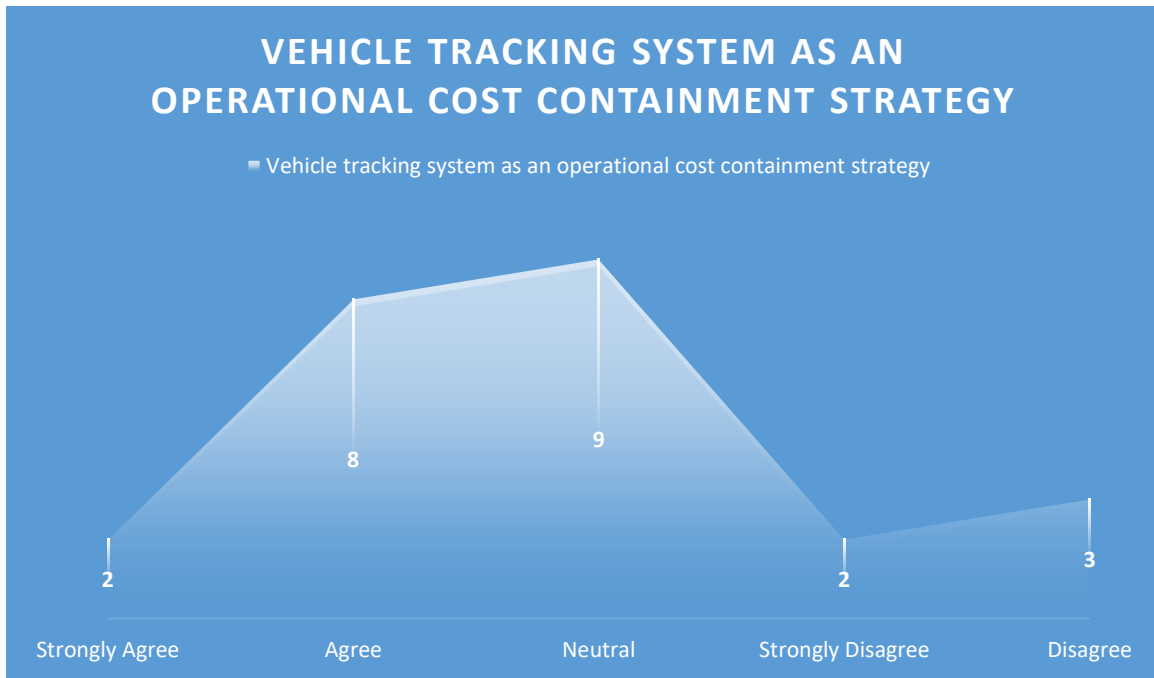 VEHICLE TRACKING SYSTEM AS AN
OPERATIONAL COST CONTAINMENT STRATEGY
Vehicle tracking system as an operational cost containment strategy
2
8
9
2
3
Strongly Agree
Agree
Neutral
Strongly Disagree
Disagree